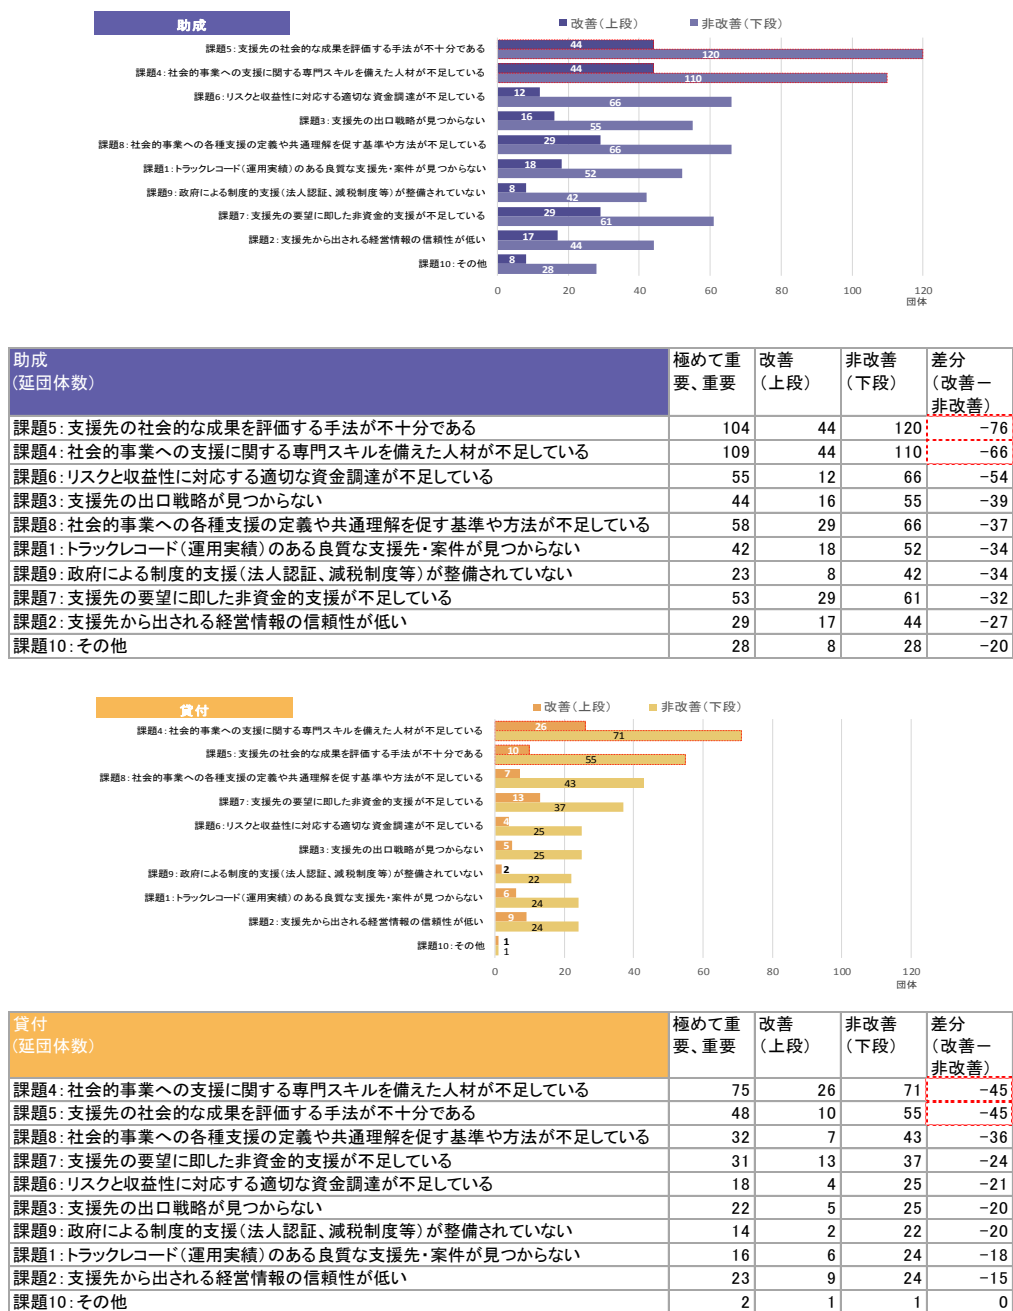 助成
改善(上段) 非改善(下段)
課題5:支援先の社会的な成果を評価する手法が不十分である 44 120
課題4:社会的事業への支援に関する専門スキルを備えた人材が不足している 44 110
課題6:リスクと収益性に対応する適切な資金調達が不足している 12 66
課題3:支援先の出口戦略が見つからない 16 55
課題8:社会的事業への各種支援の定義や共通理解を促す基準や方法が不足している 29 66
課題1:トラックレコード(運用実績)のある良質な支援先・案件が見つからない 18 52
課題9:政府による制度的支援(法人認証、減税制度等)が整備されていない 8 42
課題7:支援先の要望に即した非資金的支援が不足している 29 61
課題2:支援先から出される経営情報の信頼性が低い 17 44
課題10:その他 8 28
0 20 40 60 80 100 120
団体
助成 極めて重 改善 非改善 差分
(延団体数) 要、重要 (上段) (下段) (改善ー
非改善)
課題5:支援先の社会的な成果を評価する手法が不十分である 104 44 120 -76
課題4:社会的事業への支援に関する専門スキルを備えた人材が不足している 109 44 110 -66
課題6:リスクと収益性に対応する適切な資金調達が不足している 55 12 66 -54
課題3:支援先の出口戦略が見つからない 44 16 55 -39
課題8:社会的事業への各種支援の定義や共通理解を促す基準や方法が不足している 58 29 66 -37
課題1:トラックレコード(運用実績)のある良質な支援先・案件が見つからない 42 18 52 -34
課題9:政府による制度的支援(法人認証、減税制度等)が整備されていない 23 8 42 -34
課題7:支援先の要望に即した非資金的支援が不足している 53 29 61 -32
課題2:支援先から出される経営情報の信頼性が低い 29 17 44 -27
課題10:その他 28 8 28 -20
貸付
改善(上段) 非改善(下段)
課題4:社会的事業への支援に関する専門スキルを備えた人材が不足している 26 71
課題5:支援先の社会的な成果を評価する手法が不十分である 10 55
課題8:社会的事業への各種支援の定義や共通理解を促す基準や方法が不足している 7 43
課題7:支援先の要望に即した非資金的支援が不足している 13 37
課題6:リスクと収益性に対応する適切な資金調達が不足している 4 25
課題3:支援先の出口戦略が見つからない 5 25
課題9:政府による制度的支援(法人認証、減税制度等)が整備されていない 2 22
課題1:トラックレコード(運用実績)のある良質な支援先・案件が見つからない 6 24
課題2:支援先から出される経営情報の信頼性が低い 9 24
課題10:その他 1 1
0 20 40 60 80 100 120
団体
貸付 極めて重 改善 非改善 差分
(延団体数) 要、重要 (上段) (下段) (改善ー
非改善)
課題4:社会的事業への支援に関する専門スキルを備えた人材が不足している 75 26 71 -45
課題5:支援先の社会的な成果を評価する手法が不十分である 48 10 55 -45
課題8:社会的事業への各種支援の定義や共通理解を促す基準や方法が不足している 32 7 43 -36
課題7:支援先の要望に即した非資金的支援が不足している 31 13 37 -24
課題6:リスクと収益性に対応する適切な資金調達が不足している 18 4 25 -21
課題3:支援先の出口戦略が見つからない 22 5 25 -20
課題9:政府による制度的支援(法人認証、減税制度等)が整備されていない 14 2 22 -20
課題1:トラックレコード(運用実績)のある良質な支援先・案件が見つからない 16 6 24 -18
課題2:支援先から出される経営情報の信頼性が低い 23 9 24 -15
課題10:その他 2 1 1 0